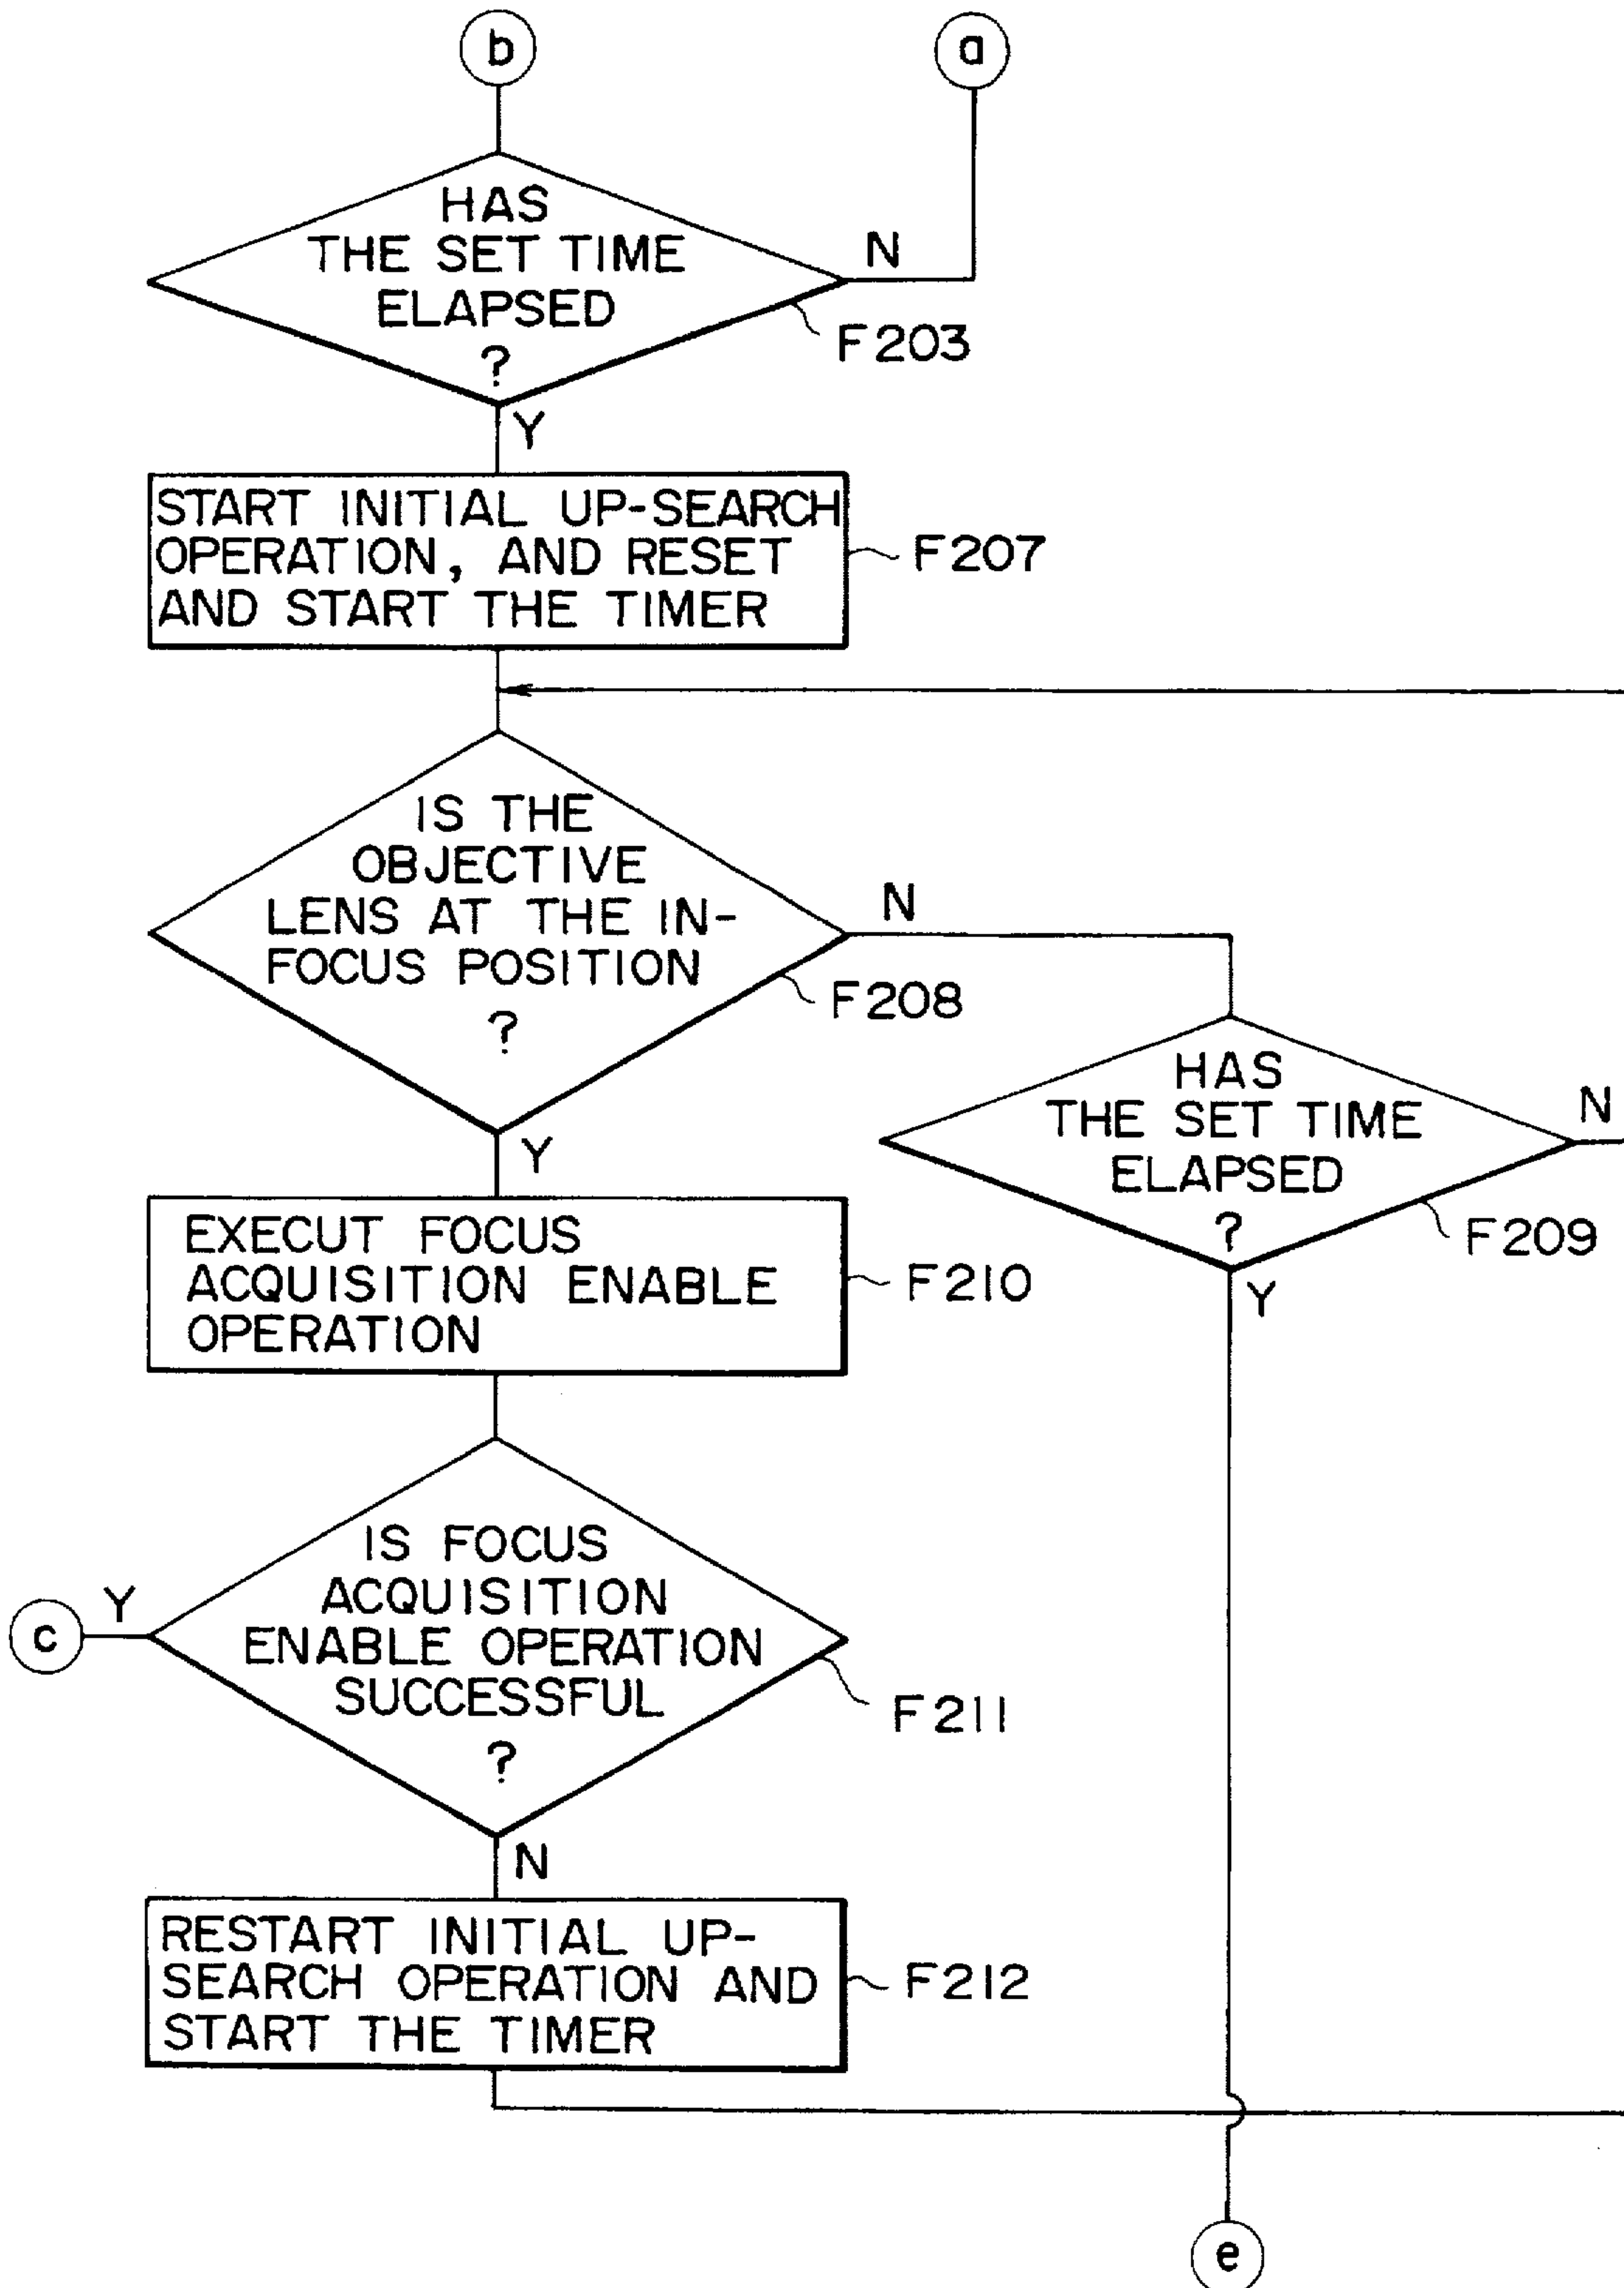 b
a
HAS
THE SET TIME
ELAPSED
?
N
F203
Y
START INITIAL UP-SEARCH
OPERATION, AND RESET
AND START THE TIMER
F207
IS THE
OBJECTIVE
LENS AT THE IN-
FOCUS POSITION
?
N
F208
Y
HAS
THE SET TIME
ELAPSED
?
N
F209
Y
EXECUT FOCUS
ACQUISITION ENABLE
OPERATION
F210
IS FOCUS
ACQUISITION
ENABLE OPERATION
SUCCESSFUL
?
Y
c
F211
N
RESTART INITIAL UP-
SEARCH OPERATION AND
START THE TIMER
F212
e